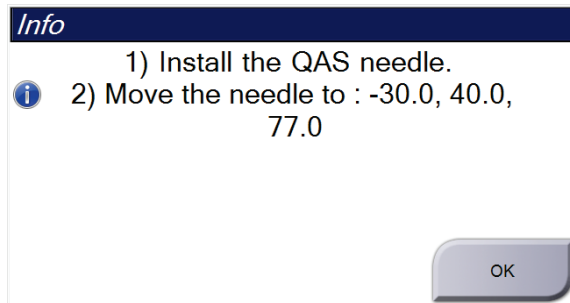 Info
1) Install the QAS needle.
2) Move the needle to : -30.0, 40.0,
77.0
OK